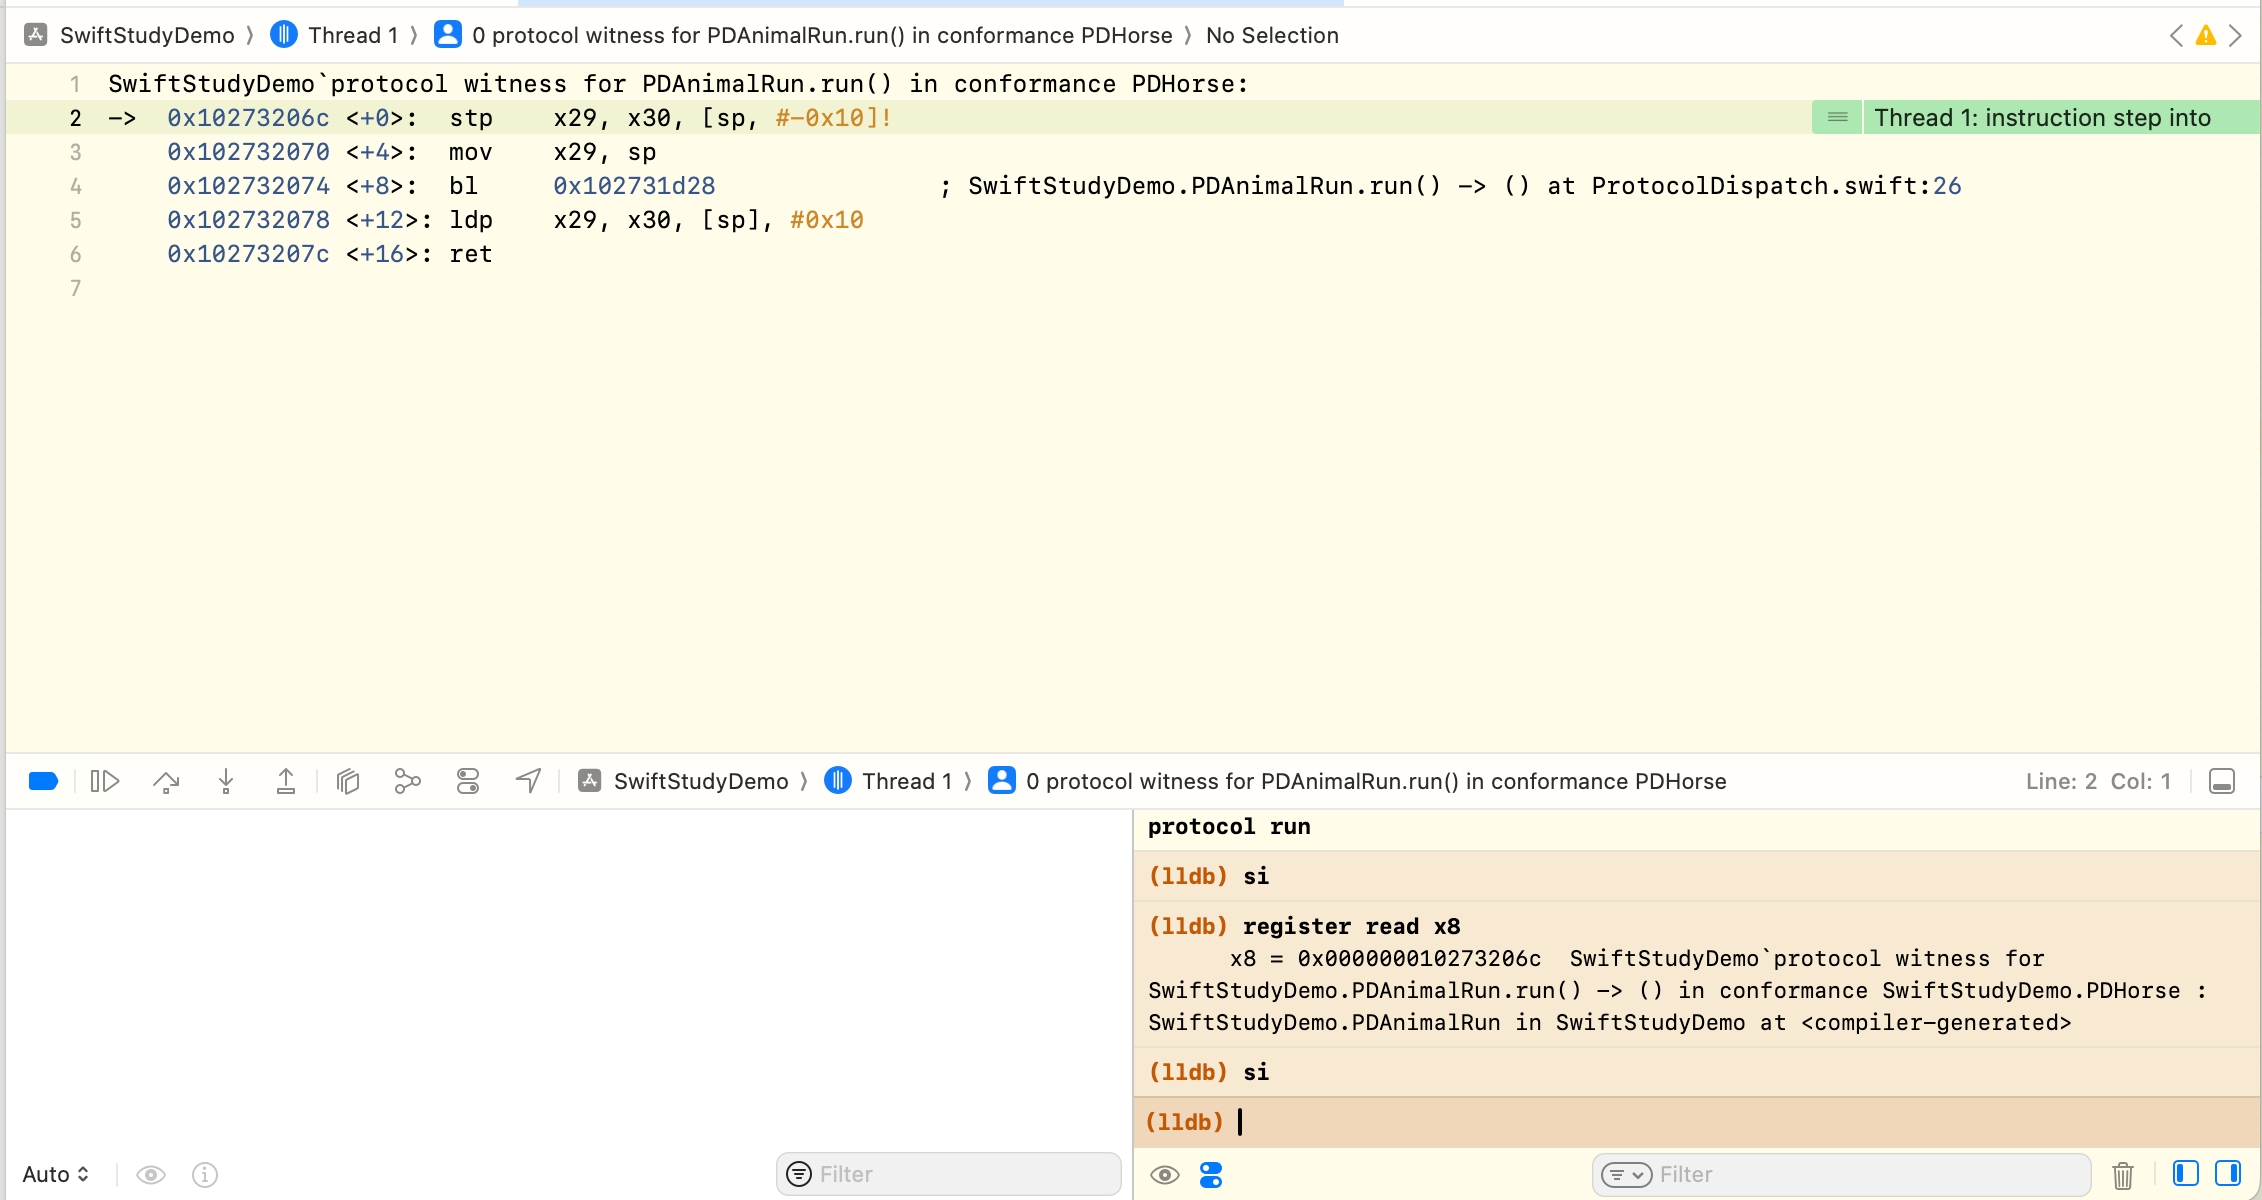 SwiftStudyDemo 〉 Thread 1 〉 0 protocol witness for PDAnimalRun.run() in conformance PDHorse 〉 No Selection
1 SwiftStudyDemo`protocol witness for PDAnimalRun.run() in conformance PDHorse:
2 -> 0x10273206c <+0>: stp x29, x30, [sp, #-0x10]! Thread 1: instruction step into
3 0x102732070 <+4>: mov x29, sp
4 0x102732074 <+8>: bl 0x102731d28 ; SwiftStudyDemo.PDAnimalRun.run() -> () at ProtocolDispatch.swift:26
5 0x102732078 <+12>: ldp x29, x30, [sp], #0x10
6 0x10273207c <+16>: ret
7
SwiftStudyDemo 〉 Thread 1 〉 0 protocol witness for PDAnimalRun.run() in conformance PDHorse Line: 2 Col: 1
protocol run
(lldb) si
(lldb) register read x8
x8 = 0x000000010273206c SwiftStudyDemo`protocol witness for
SwiftStudyDemo.PDAnimalRun.run() -> () in conformance SwiftStudyDemo.PDHorse :
SwiftStudyDemo.PDAnimalRun in SwiftStudyDemo at <compiler-generated>
(lldb) si
(lldb)
Auto Filter Filter